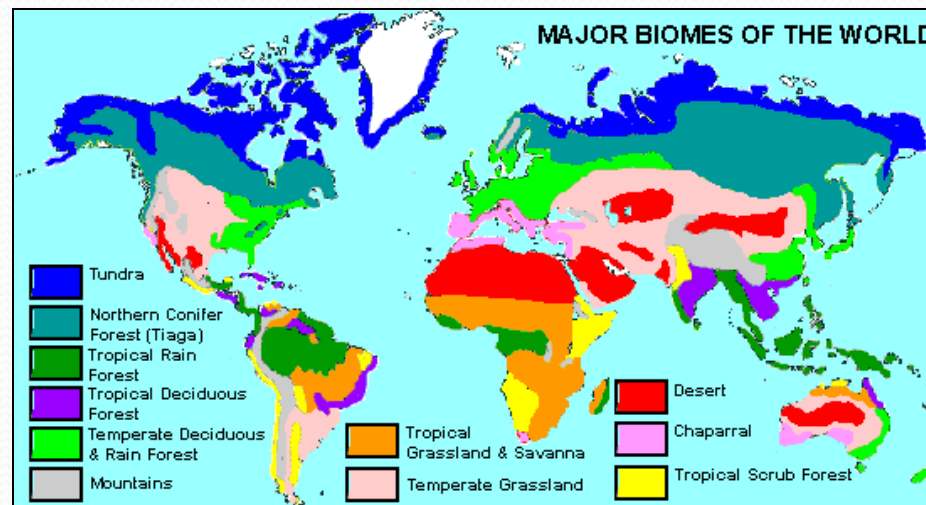 MAJOR BIOMES OF THE WORLD
Tundra
Northern Conifer
Forest (Tiaga)
Tropical Rain
Forest
Tropical Deciduous
Forest
Temperate Deciduous
& Rain Forest
Mountains
Tropical
Grassland & Savanna
Temperate Grassland
Desert
Chaparral
Tropical Scrub Forest